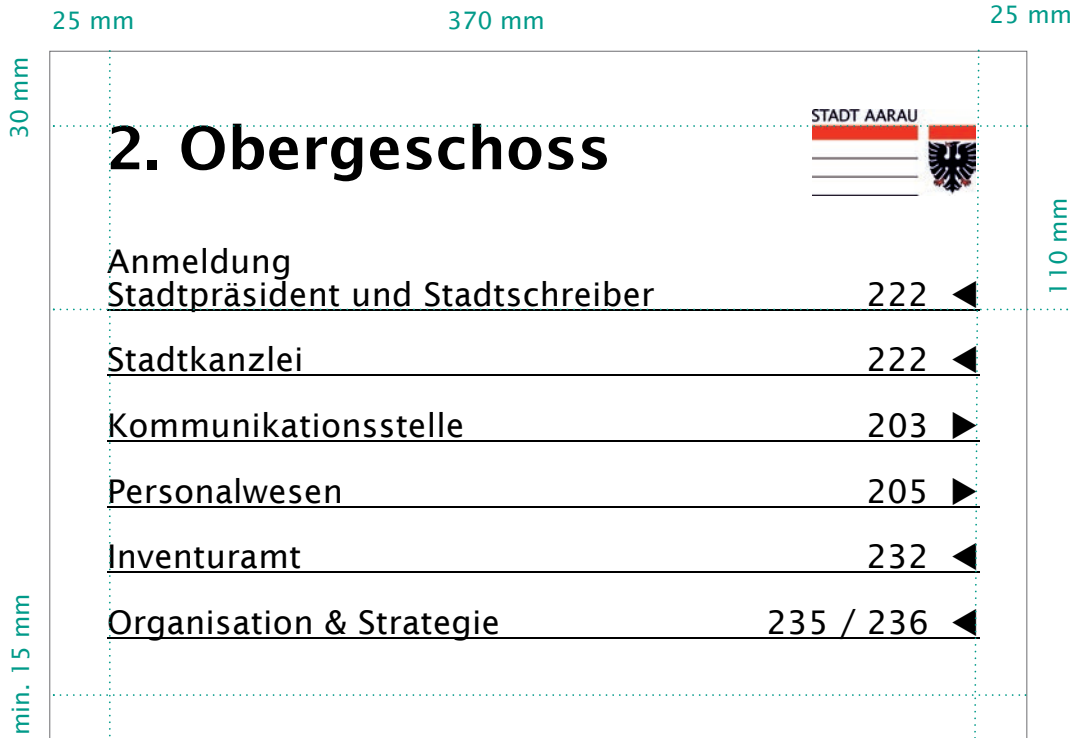 25 mm 370 mm 25 mm
30 mm
STADT AARAU
2. Obergeschoss
110 mm
Anmeldung
Stadtpräsident und Stadtschreiber 222 ◀
Stadtkanzlei 222 ◀
Kommunikationsstelle 203 ▶
Personalwesen 205 ▶
Inventuramt 232 ◀
Organisation & Strategie 235 / 236 ◀
min. 15 mm